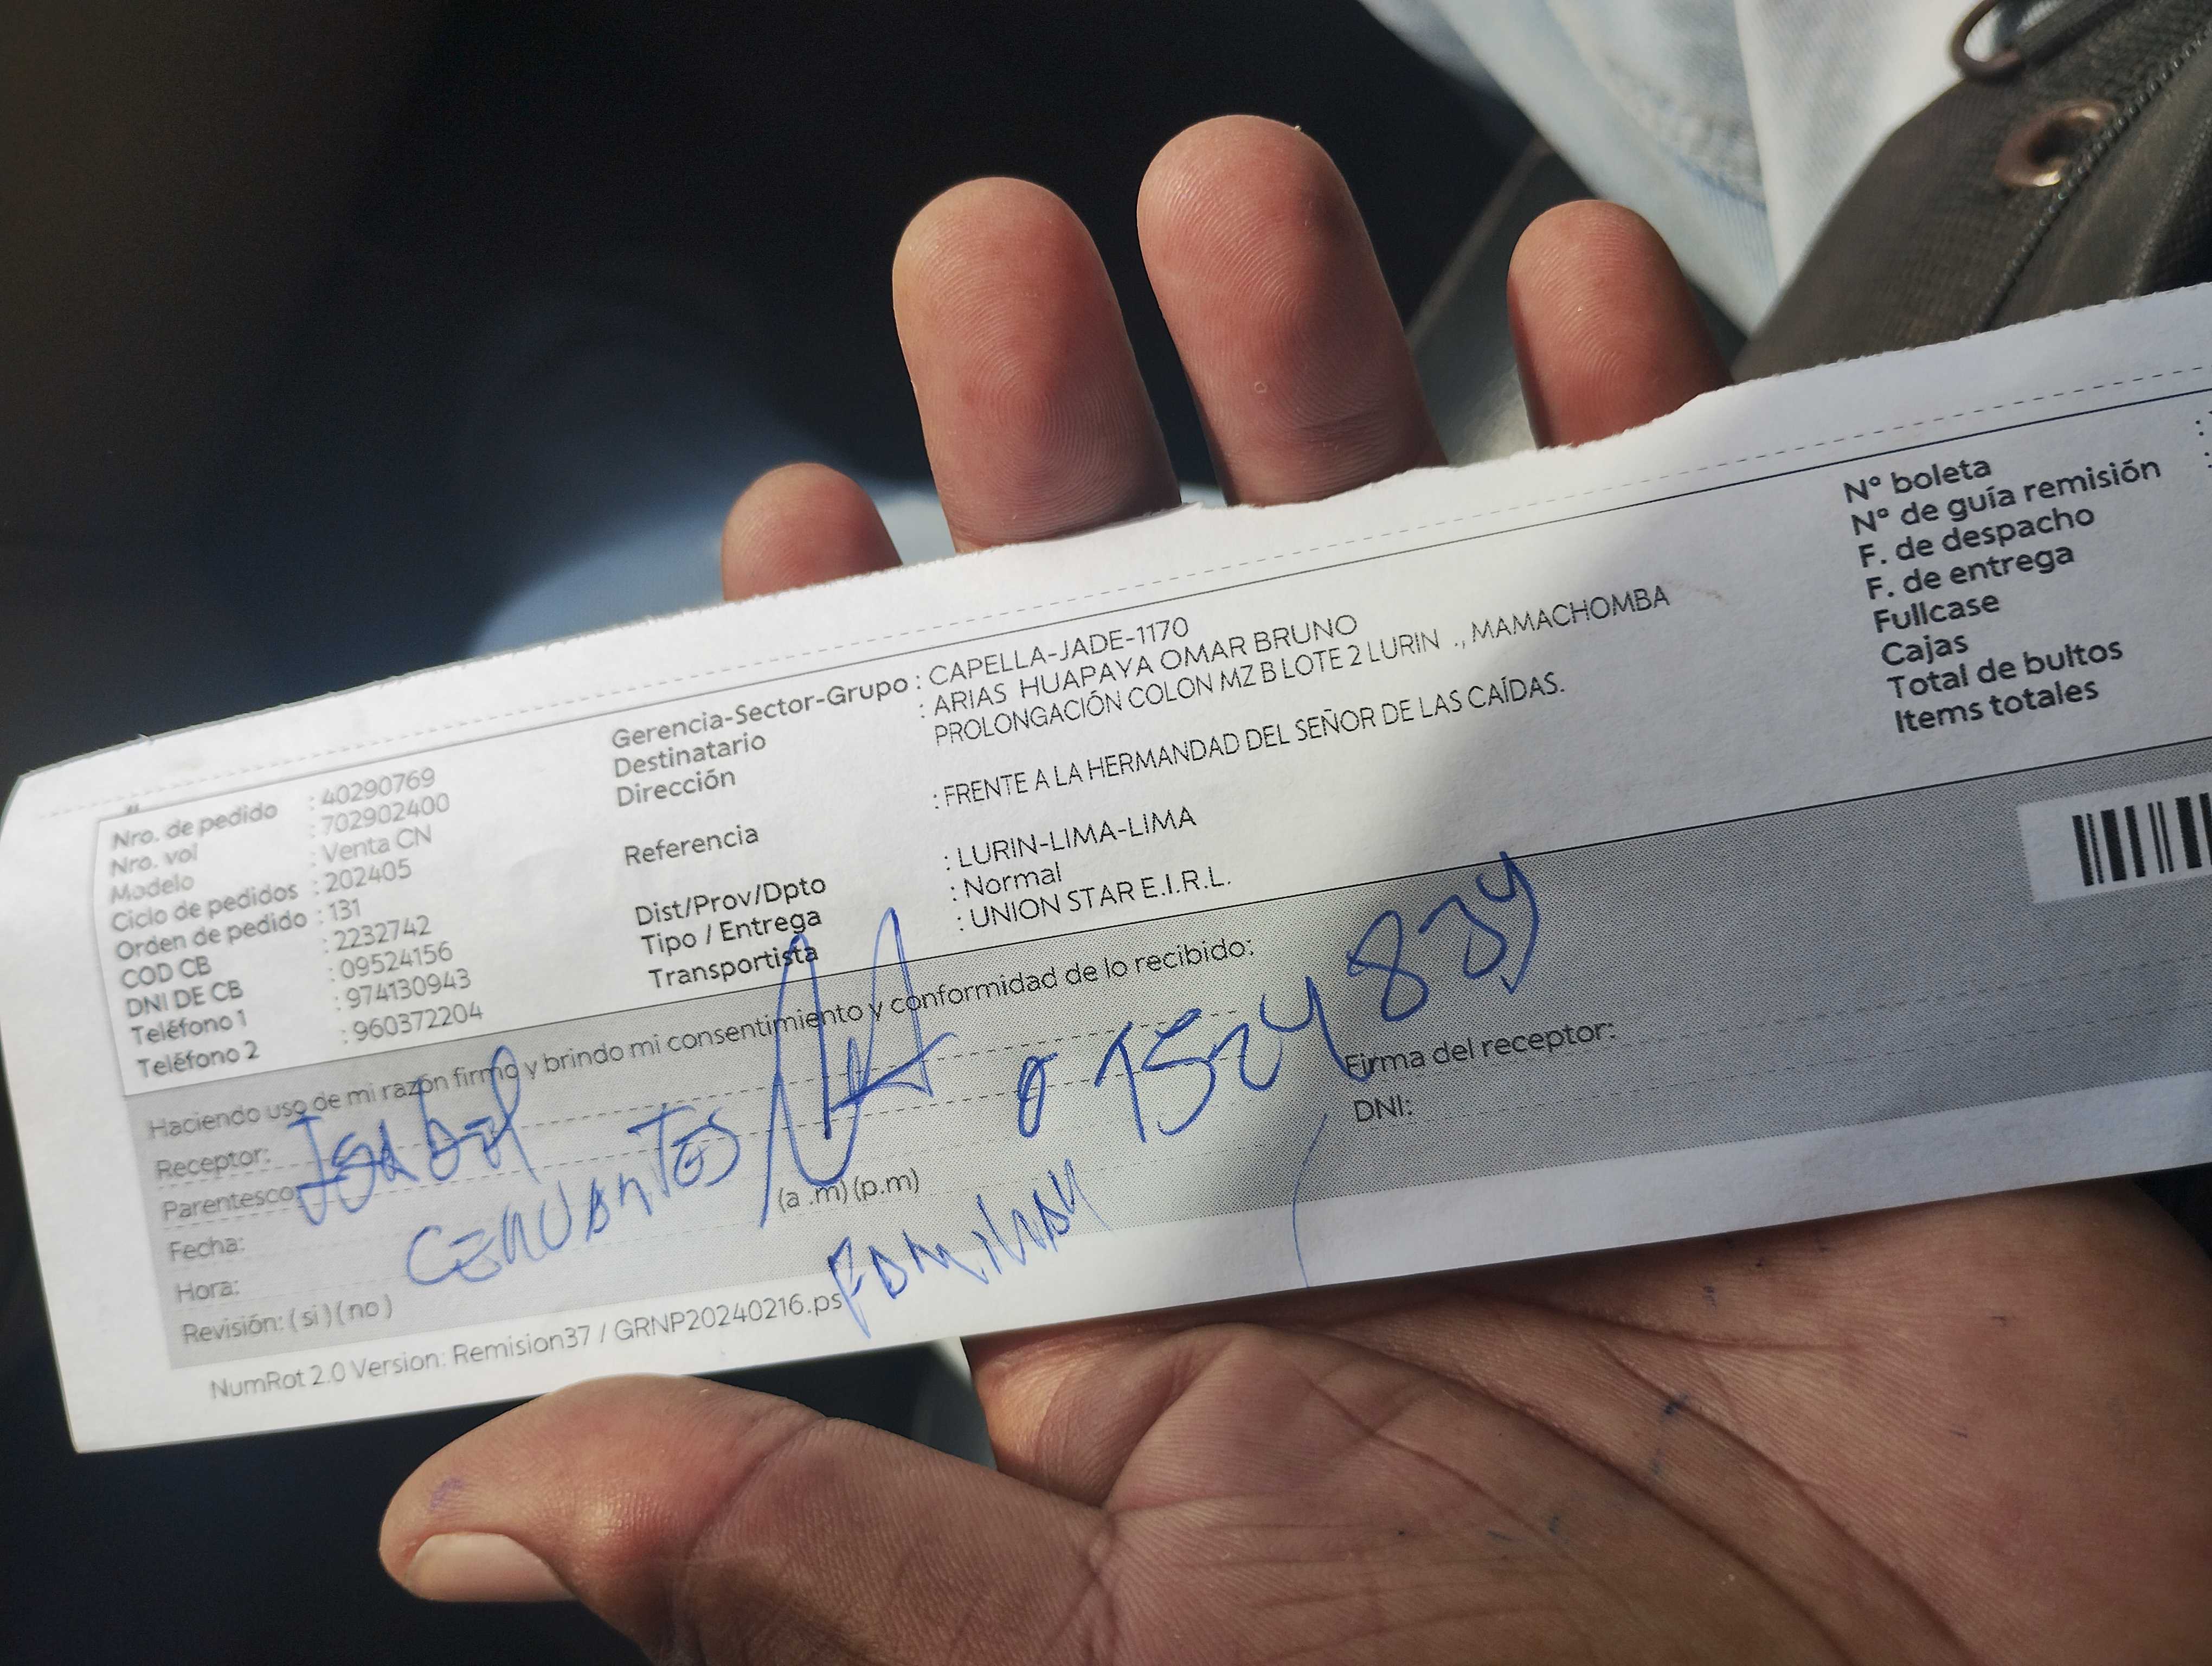 Nro. de pedido : 40290769
Nro. vol : 702902400
Modelo : Venta CN
Ciclo de pedidos : 202405
Orden de pedido : 131
COD CB : 2232742
DNI DE CB : 09524156
Teléfono 1 : 974130943
Teléfono 2 : 960372204
Gerencia-Sector-Grupo : CAPELLA-JADE-1170
Destinatario : ARIAS HUAPAYA OMAR BRUNO
Dirección PROLONGACIÓN COLON MZ B LOTE 2 LURIN ., MAMACHOMBA
Referencia : FRENTE A LA HERMANDAD DEL SEÑOR DE LAS CAÍDAS.
Dist/Prov/Dpto : LURIN-LIMA-LIMA
Tipo / Entrega : Normal
Transportista : UNION STAR E.I.R.L.
N° boleta :
N° de guía remisión :
F. de despacho
F. de entrega
Fullcase
Cajas
Total de bultos
Items totales
Haciendo uso de mi razón firmo y brindo mi consentimiento y conformidad de lo recibido:
Receptor: Isabel
Parentesco: CERVANTES
Fecha:
Hora: (a .m) (p.m)
Revisión: ( si ) ( no )
Familiar
Firma del receptor:
DNI:
NumRot 2.0 Version: Remision37 / GRNP20240216.ps